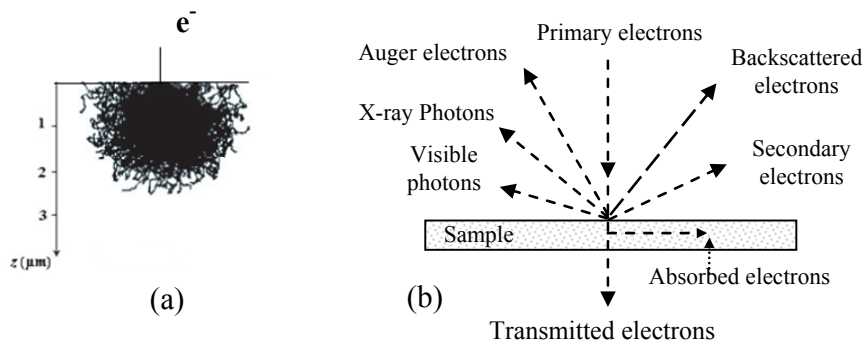 e-
1
2
3
z (µm)
(a)
Primary electrons
Auger electrons
Backscattered
electrons
X-ray Photons
Visible
photons
Secondary
electrons
Sample
Absorbed electrons
(b)
Transmitted electrons